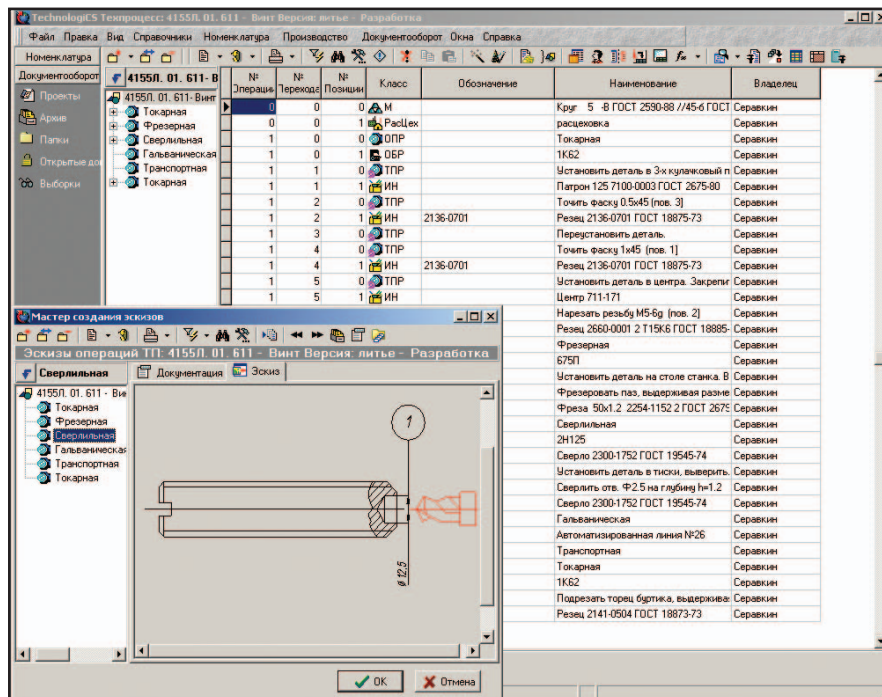 TechnologiCS Техпроцесс: 4155Л. 01. 611 - Винт Версия: литье - Разработка
Файл Правка Вид Справочники Номенклатура Производство Документооборот Окна Справка
Номенклатура
Документооборот
Проекты
Архив
Папки
Открытые до
Выборки
4155Л. 01. 611- В
4155Л. 01. 611- Винт
Токарная
Фрезерная
Сверлильная
Гальваническая
Транспортная
Токарная
№ Операции № Перехода № Позиции Класс Обозначение Наименование Владелец
0 0 0 М Круг 5 -В ГОСТ 2590-88 //45-б ГОСТ Серавкин
0 0 1 РасЦех расцеховка Серавкин
1 0 0 ОПР Токарная Серавкин
1 0 1 ОБР 1К62 Серавкин
1 1 0 ТПР Установить деталь в 3-х кулачковый п Серавкин
1 1 1 ИН Патрон 125 7100-0003 ГОСТ 2675-80 Серавкин
1 2 0 ТПР Точить фаску 0.5x45 (пов. 3] Серавкин
1 2 1 ИН 2136-0701 Резец 2136-0701 ГОСТ 18875-73 Серавкин
1 3 0 ТПР Переустановить деталь. Серавкин
1 4 0 ТПР Точить фаску 1x45 (пов. 1] Серавкин
1 4 1 ИН 2136-0701 Резец 2136-0701 ГОСТ 18875-73 Серавкин
1 5 0 ТПР Установить деталь в центра. Закрепит Серавкин
1 5 1 ИН Центр 711-171 Серавкин
Нарезать резьбу М5-6g (пов. 2) Серавкин
Резец 2660-0001 2 Т15К6 ГОСТ 18885- Серавкин
Фрезерная Серавкин
675П Серавкин
Установить деталь на столе станка. В Серавкин
Фрезеровать паз, выдерживая разме Серавкин
Фреза 50x1.2 2254-1152 2 ГОСТ 2679 Серавкин
Сверлильная Серавкин
2Н125 Серавкин
Сверло 2300-1752 ГОСТ 19545-74 Серавкин
Установить деталь в тиски, выверить. Серавкин
Сверлить отв. Ф2.5 на глубину h=1.2 Серавкин
Сверло 2300-1752 ГОСТ 19545-74 Серавкин
Гальваническая Серавкин
Автоматизированная линия №26 Серавкин
Транспортная Серавкин
Токарная Серавкин
1К62 Серавкин
Подрезать торец буртика, выдержива Серавкин
Резец 2141-0504 ГОСТ 18873-73 Серавкин
Мастер создания эскизов
Эскизы операций ТП: 4155Л. 01. 611 - Винт Версия: литье - Разработка
Сверлильная
4155Л. 01. 611 - Вин
Токарная
Фрезерная
Сверлильная
Гальваническая
Транспортная
Токарная
Документация Эскиз
1
ø 12,5
OK Отмена